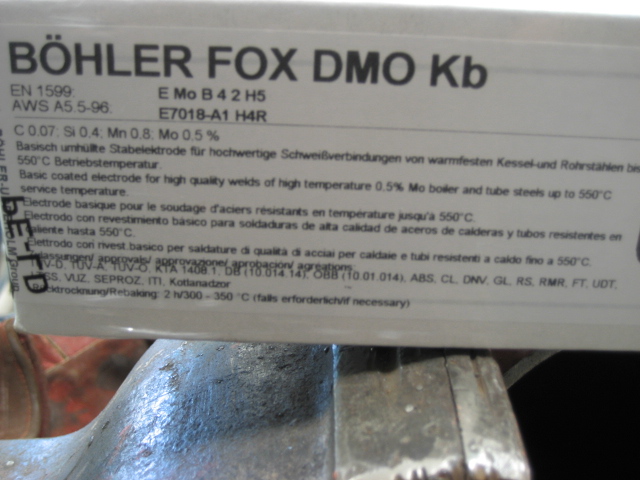 BÖHLER FOX DMO Kb
EN 1599: E Mo B 4 2 H5
AWS A5.5-96: E7018-A1 H4R
C 0.07; Si 0.4; Mn 0.8; Mo 0.5 %
Basisch umhüllte Stabelektrode für hochwertige Schweißverbindungen von warmfesten Kessel-und Rohrstählen bis
550°C Betriebstemperatur.
Basic coated electrode for high quality welds of high temperature 0.5% Mo boiler and tube steels up to 550°C
service temperature.
Electrode basique pour le soudage d'aciers résistants en température jusqu'à 550°C.
Electrodo con revestimiento básico para soldaduras de alta calidad de aceros de calderas y tubos resistentes en
caliente hasta 550°C.
Elettrodo con rivest.basico per saldature di qualità di acciai per caldaie e tubi resistenti a caldo fino a 550°C.
approvals/ approvazione/ aprobación/ agréations:
TÜV-D, TÜV-A, TÜV-O, KTA 1408.1, DB (10.014.14), OBB (10.01.014), ABS, CL, DNV, GL, RS, RMR, FT, UDT,
VUZ, SEPROZ, ITI, Kotlanadzor
Rebaking: 2 h/300 - 350 °C (falls erforderlich/if necessary)